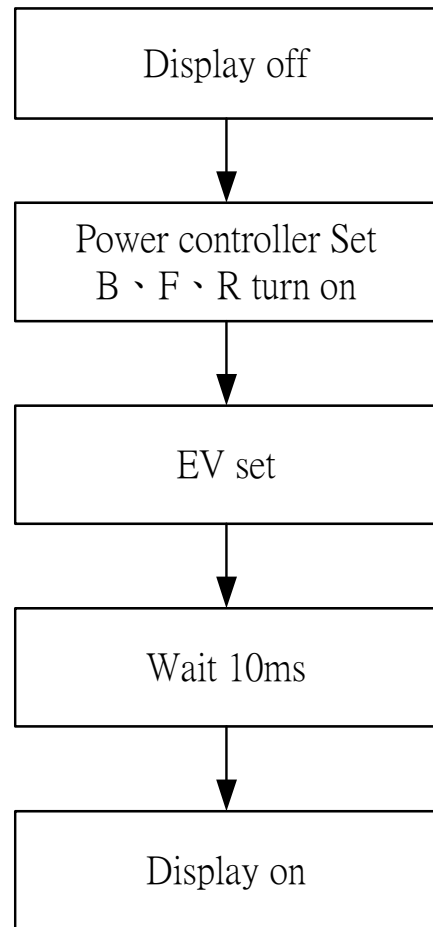 Display off
Power controller Set
B、F、R turn on
EV set
Wait 10ms
Display on